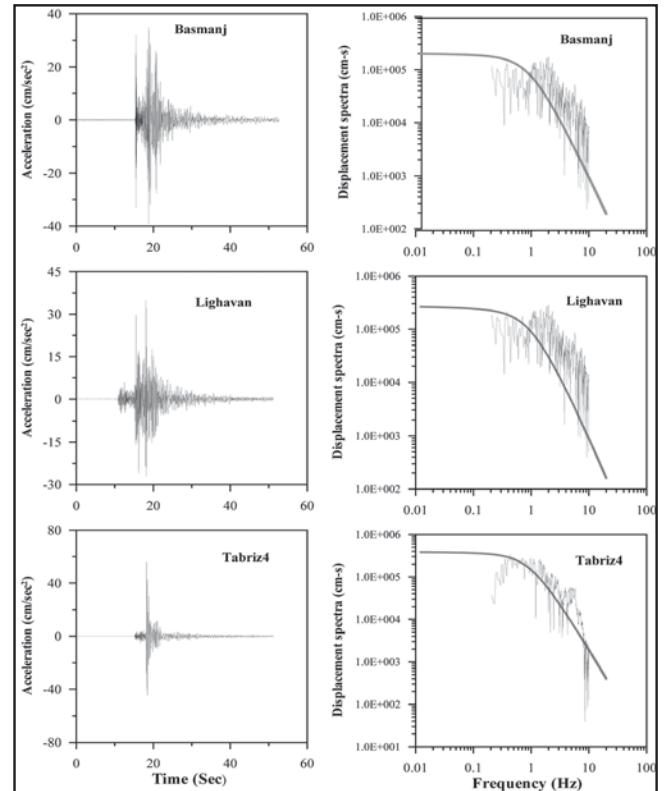 Basmanj
Acceleration (cm/sec²)
40
20
0
-20
-40
0
20
40
60
Basmanj
Displacement spectra (cm-s)
1.0E+006
1.0E+005
1.0E+004
1.0E+003
1.0E+002
0.01
0.1
1
10
100
Lighavan
Acceleration (cm/sec²)
45
30
15
0
-15
-30
0
20
40
60
Lighavan
Displacement spectra (cm-s)
1.0E+006
1.0E+005
1.0E+004
1.0E+003
1.0E+002
0.01
0.1
1
10
100
Tabriz4
Acceleration (cm/sec²)
80
40
0
-40
-80
0
20
40
60
Time (Sec)
Tabriz4
Displacement spectra (cm-s)
1.0E+006
1.0E+005
1.0E+004
1.0E+003
1.0E+002
1.0E+001
0.01
0.1
1
10
100
Frequency (Hz)